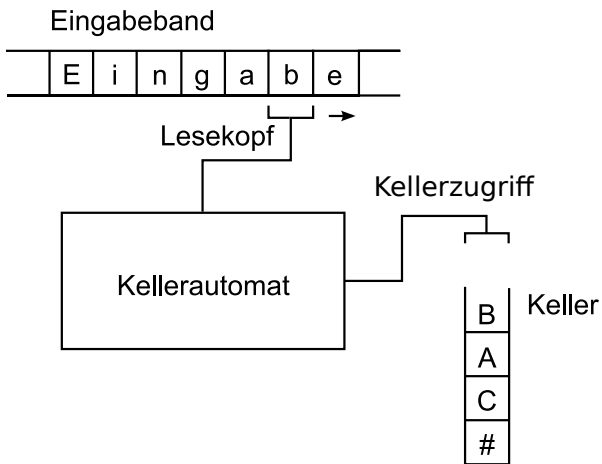 Eingabeband
E i n g a b e
Lesekopf
Kellerzugriff
Kellerautomat
Keller
B
A
C
#